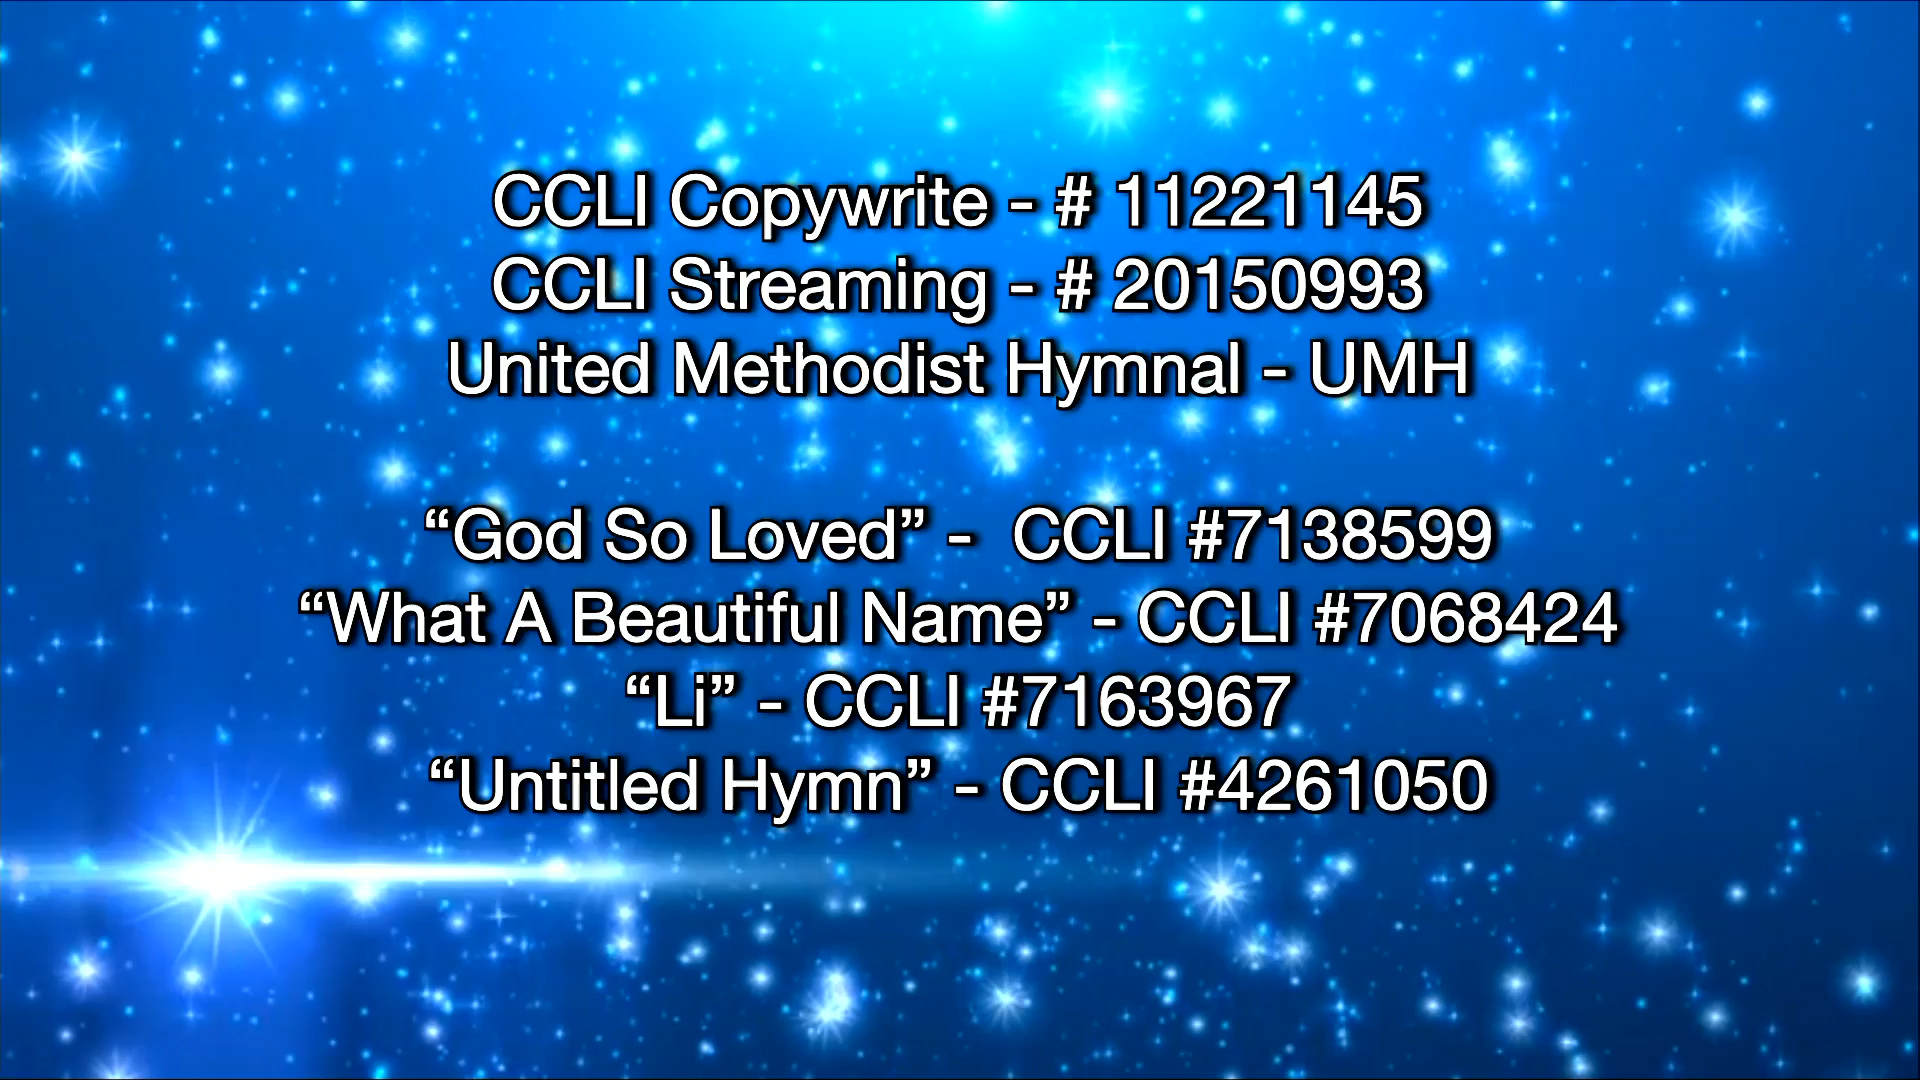 CCLI Copywrite - # 11221145
CCLI Streaming - # 20150993
United Methodist Hymnal - UMH
“God So Loved” -  CCLI #7138599
“What A Beautiful Name” - CCLI #7068424
“Li” - CCLI #7163967
“Untitled Hymn” - CCLI #4261050